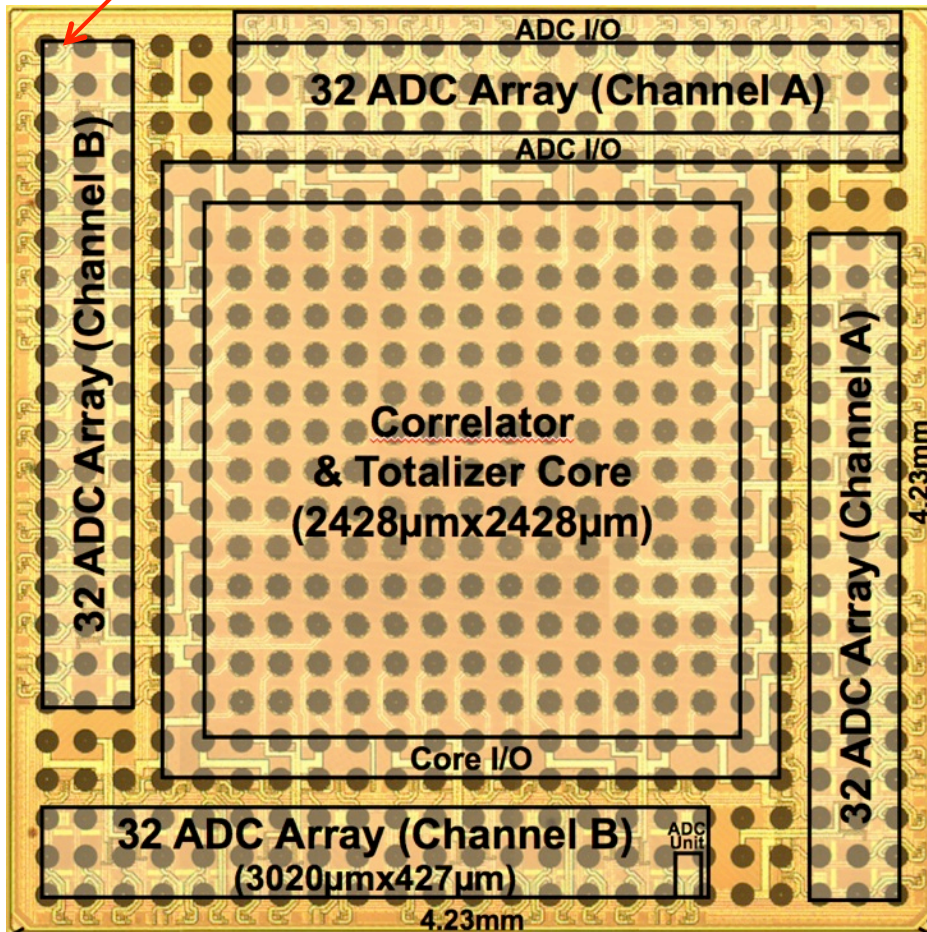 ADC I/O
32 ADC Array (Channel A)
ADC I/O
32 ADC Array (Channel B)
Correlator
& Totalizer Core
(2428µmx2428µm)
32 ADC Array (Channel A)
4.23mm
Core I/O
32 ADC Array (Channel B)
(3020µmx427µm)
ADC
Unit
4.23mm